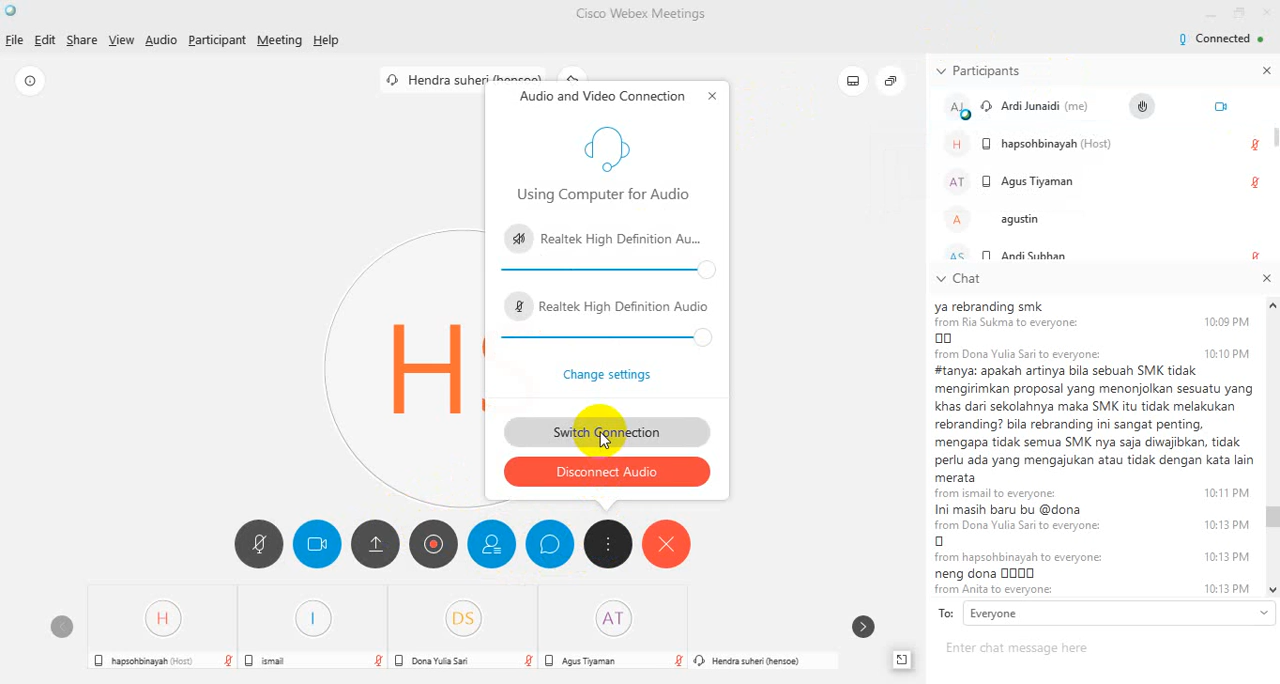 Cisco Webex Meetings
File Edit Share View Audio Participant Meeting Help
Connected
Hendra suheri (hensoe)
Audio and Video Connection
Using Computer for Audio
Realtek High Definition Au...
Realtek High Definition Audio
Change settings
Switch Connection
Disconnect Audio
HS
H
hapsohbinayah (Host)
I
ismail
DS
Dona Yulia Sari
AT
Agus Tiyaman
Hendra suheri (hensoe)
Participants
AJ Ardi Junaidi (me)
H hapsohbinayah (Host)
AT Agus Tiyaman
A agustin
AS Andi Subhan
Chat
ya rebranding smk
from Ria Sukma to everyone: 10:09 PM
from Dona Yulia Sari to everyone: 10:10 PM
#tanya: apakah artinya bila sebuah SMK tidak
mengirimkan proposal yang menonjolkan sesuatu yang
khas dari sekolahnya maka SMK itu tidak melakukan
rebranding? bila rebranding ini sangat penting,
mengapa tidak semua SMK nya saja diwajibkan, tidak
perlu ada yang mengajukan atau tidak dengan kata lain
merata
from ismail to everyone: 10:11 PM
Ini masih baru bu @dona
from Dona Yulia Sari to everyone: 10:13 PM
from hapsohbinayah to everyone: 10:13 PM
neng dona
from Anita to everyone: 10:13 PM
To: Everyone
Enter chat message here